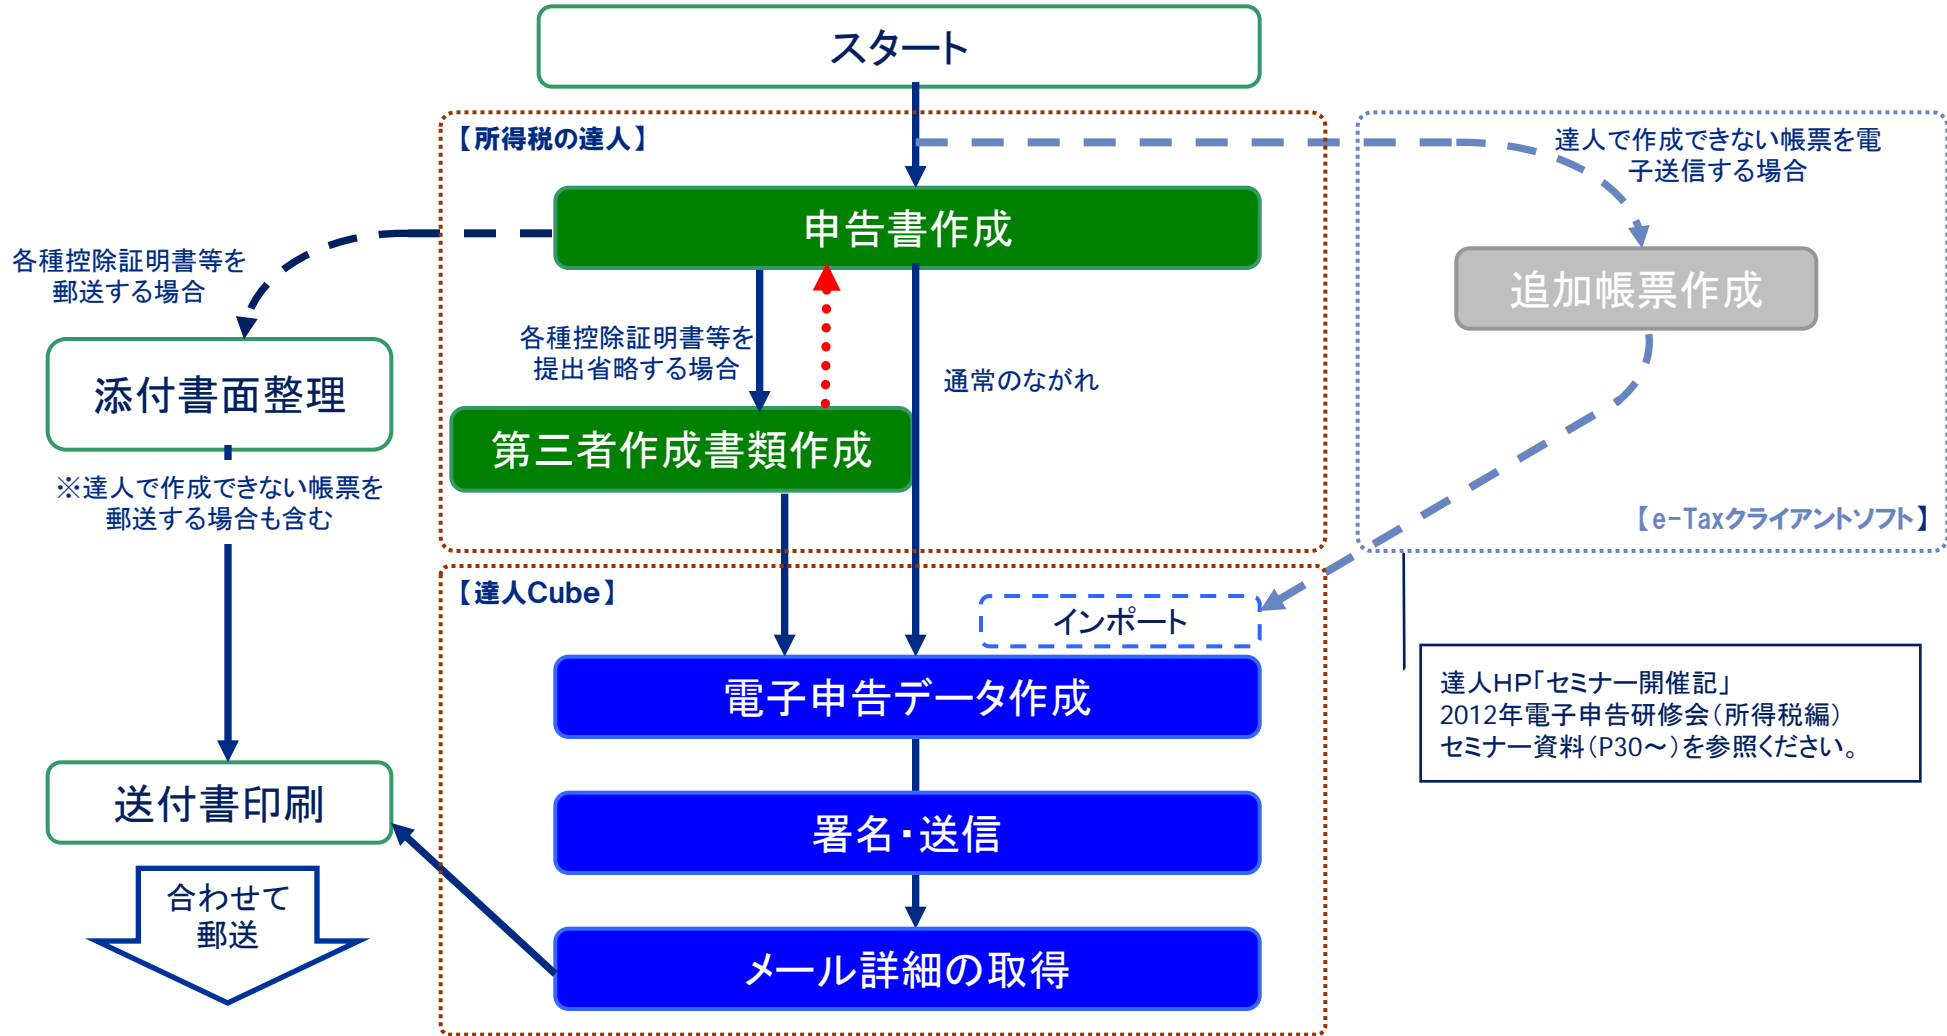 スタート
【所得税の達人】
達人で作成できない帳票を電
子送信する場合
申告書作成
各種控除証明書等を
郵送する場合
追加帳票作成
各種控除証明書等を
提出省略する場合
通常のながれ
添付書面整理
第三者作成書類作成
※達人で作成できない帳票を
郵送する場合も含む
【e-Taxクライアントソフト】
【達人Cube】
インポート
電子申告データ作成
達人HP「セミナー開催記」
2012年電子申告研修会（所得税編）
セミナー資料（P30～）を参照ください。
送付書印刷
署名・送信
合わせて
郵送
メール詳細の取得